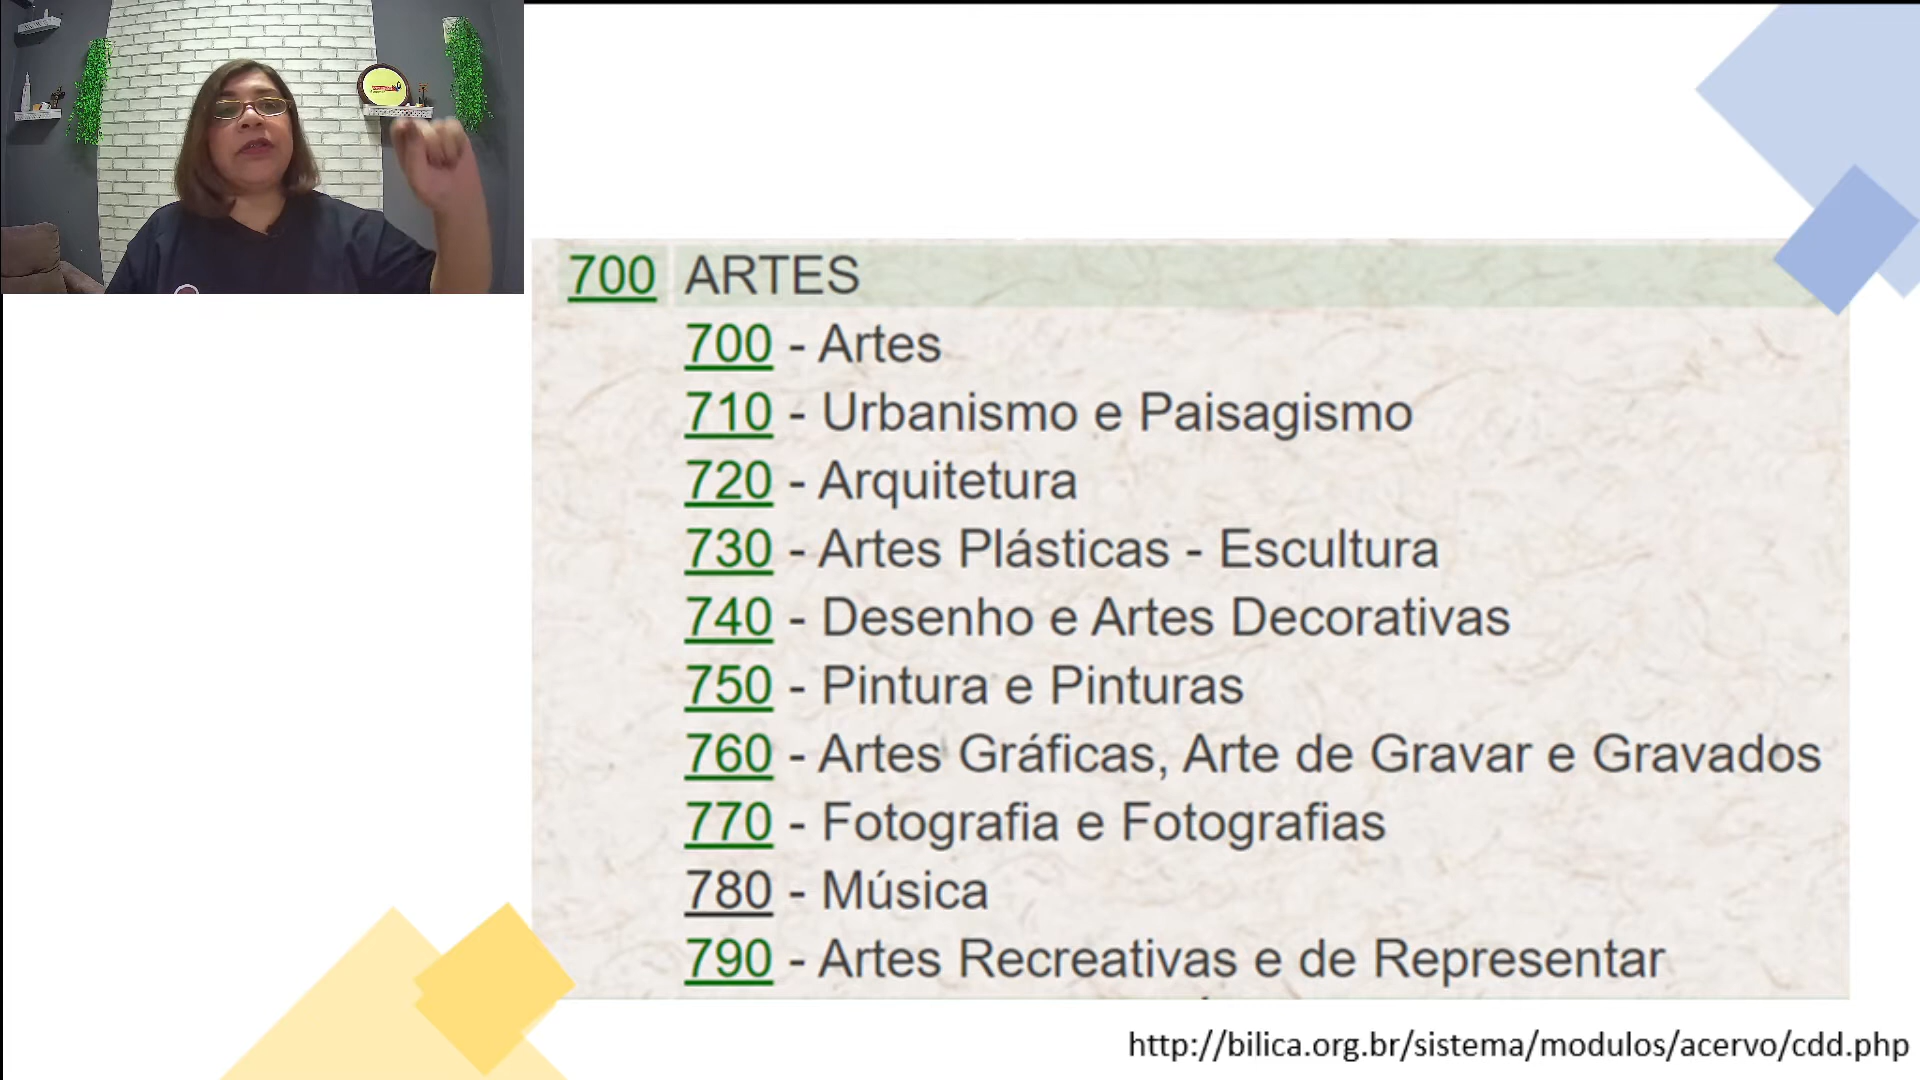 700 ARTES
700 - Artes
710 - Urbanismo e Paisagismo
720 - Arquitetura
730 - Artes Plásticas - Escultura
740 - Desenho e Artes Decorativas
750 - Pintura e Pinturas
760 - Artes Gráficas, Arte de Gravar e Gravados
770 - Fotografia e Fotografias
780 - Música
790 - Artes Recreativas e de Representar
http://bilica.org.br/sistema/modulos/acervo/cdd.php